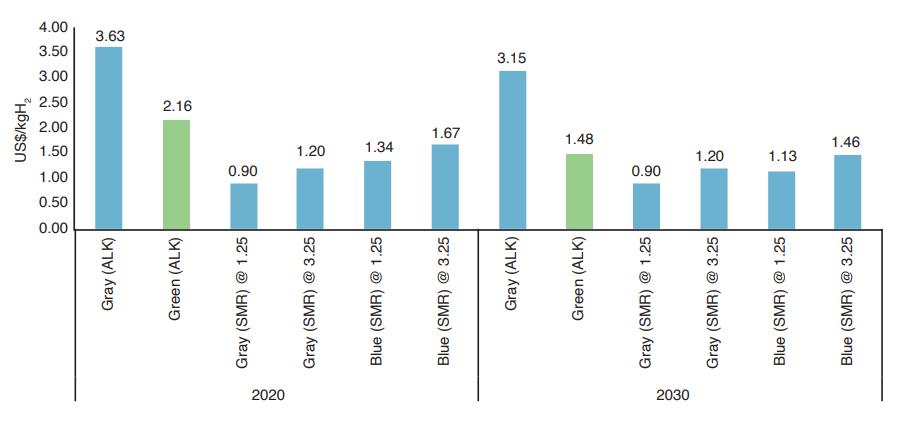 US$/kgH2
4.00
3.50
3.00
2.50
2.00
1.50
1.00
0.50
0.00
3.63
2.16
0.90
1.20
1.34
1.67
3.15
1.48
0.90
1.20
1.13
1.46
Gray (ALK)
Green (ALK)
Gray (SMR) @ 1.25
Gray (SMR) @ 3.25
Blue (SMR) @ 1.25
Blue (SMR) @ 3.25
Gray (ALK)
Green (ALK)
Gray (SMR) @ 1.25
Gray (SMR) @ 3.25
Blue (SMR) @ 1.25
Blue (SMR) @ 3.25
2020
2030